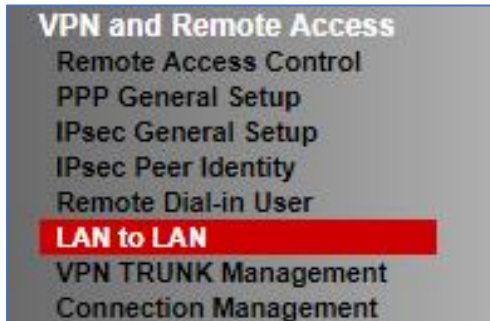 VPN and Remote Access
Remote Access Control
PPP General Setup
IPsec General Setup
IPsec Peer Identity
Remote Dial-in User
LAN to LAN
VPN TRUNK Management
Connection Management